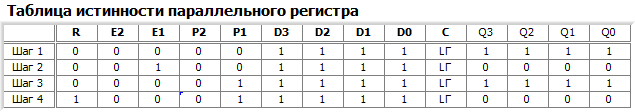 Таблица истинности параллельного регистра
R E2 E1 P2 P1 D3 D2 D1 D0 C Q3 Q2 Q1 Q0
Шаг 1 0 0 0 0 0 1 1 1 1 LГ 1 1 1 1
Шаг 2 0 0 1 0 0 1 1 1 1 LГ 0 0 0 0
Шаг 3 0 0 0 0 1 1 1 1 1 LГ 1 1 1 1
Шаг 4 1 0 0 0 1 1 1 1 1 LГ 0 0 0 0